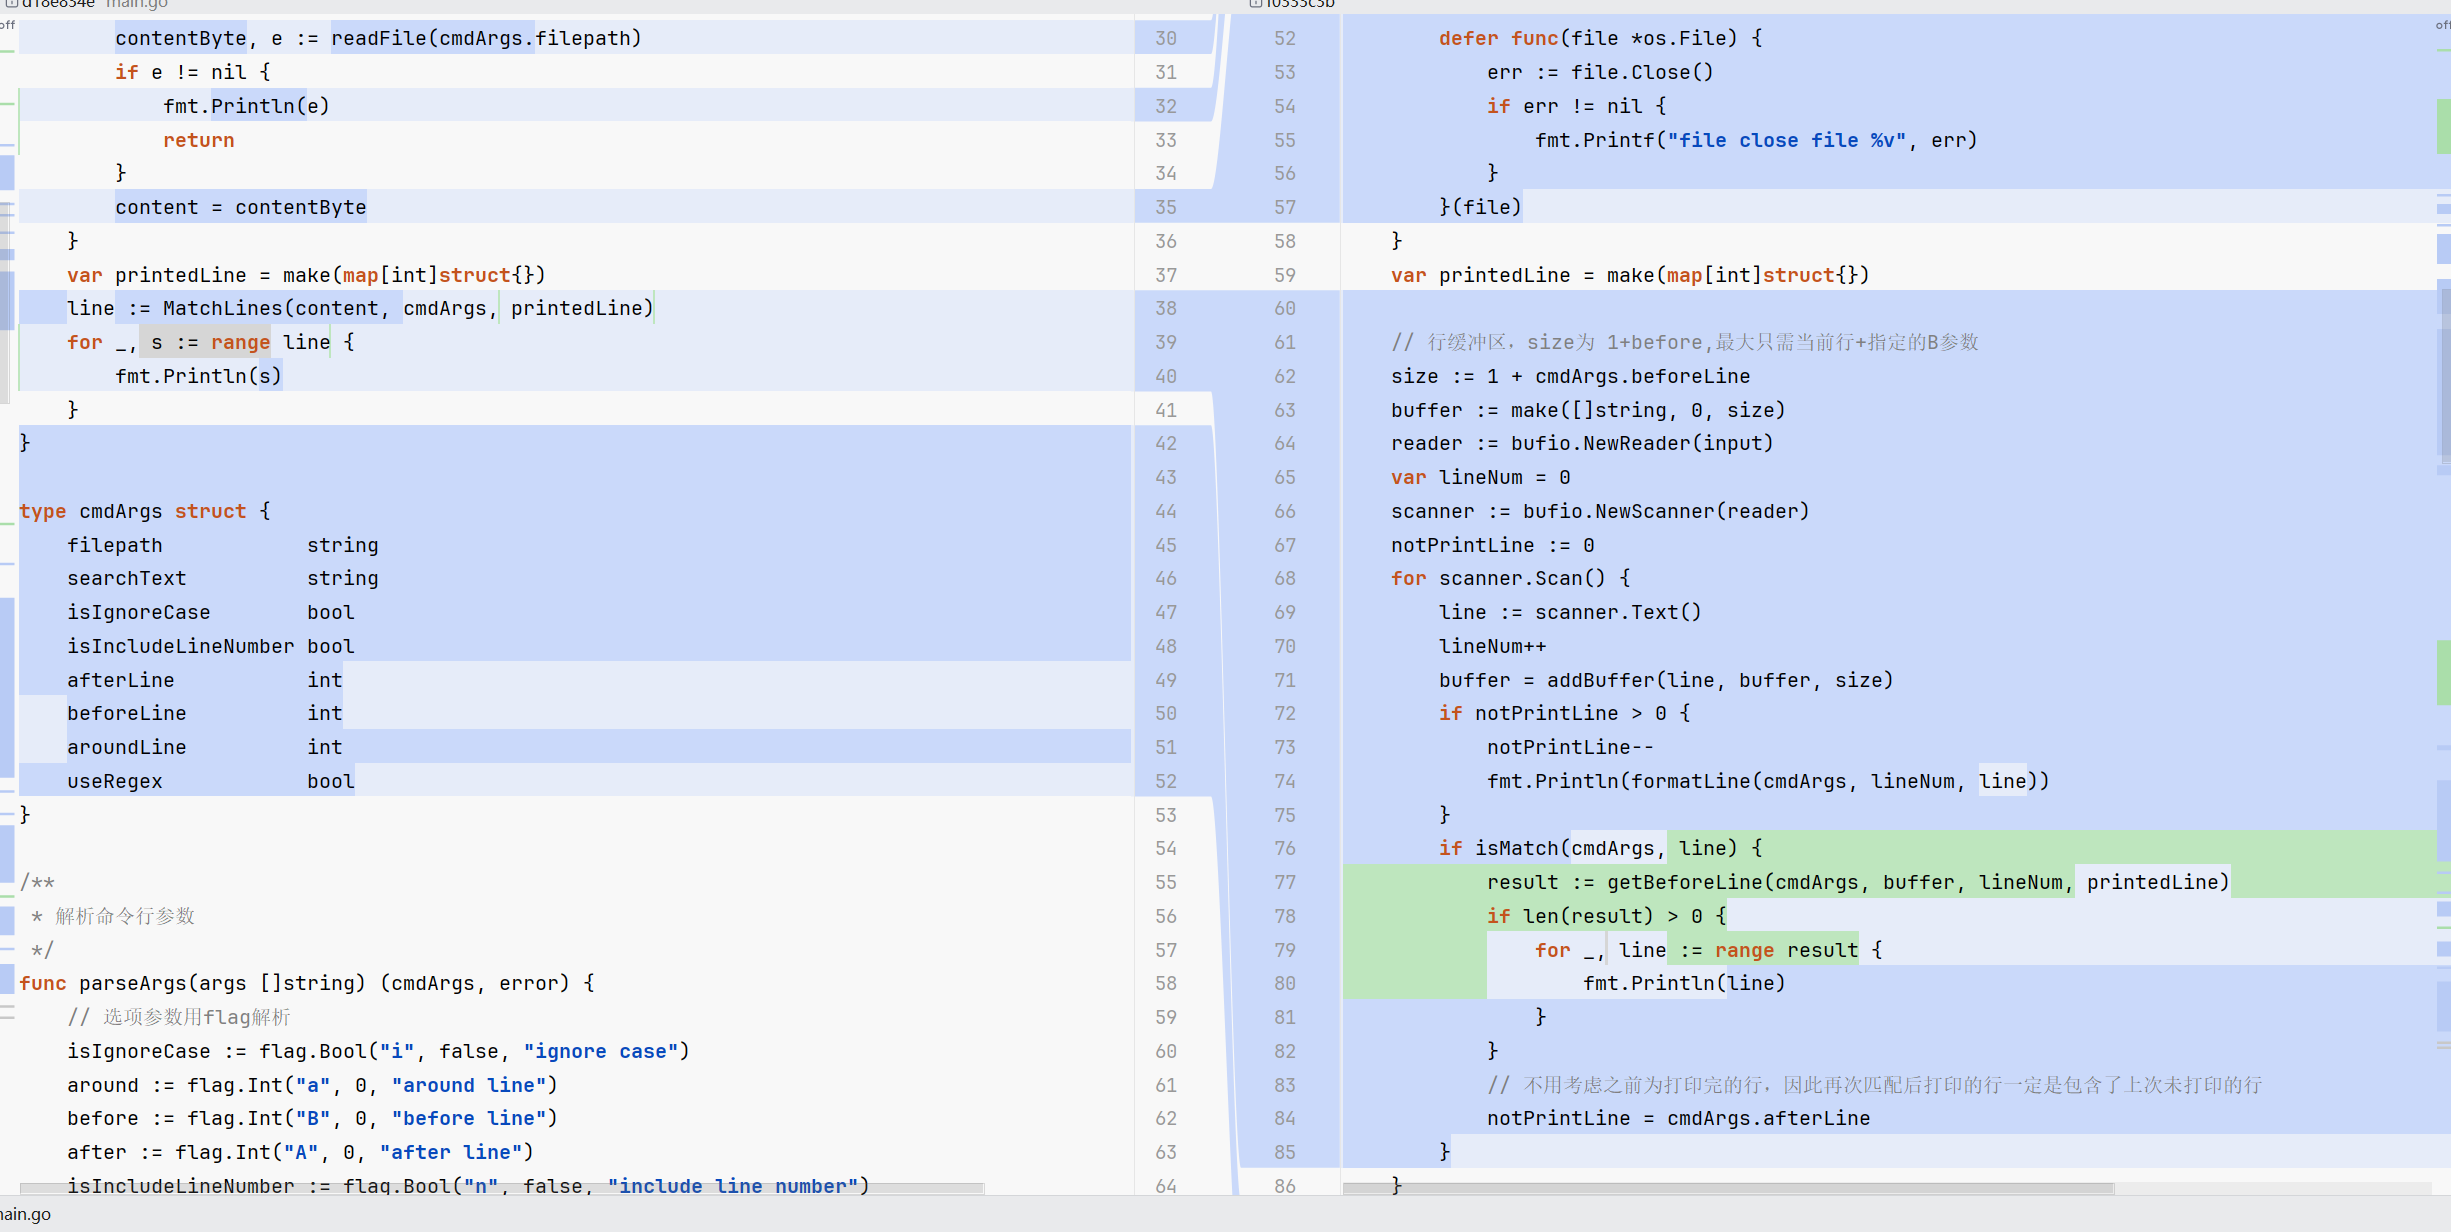 d18e834e main.go
contentByte, e := readFile(cmdArgs.filepath)
if e != nil {
fmt.Println(e)
return
}
content = contentByte
}
var printedLine = make(map[int]struct{})
line := MatchLines(content, cmdArgs, printedLine)
for _, s := range line {
fmt.Println(s)
}
}
type cmdArgs struct {
filepath string
searchText string
isIgnoreCase bool
isIncludeLineNumber bool
afterLine int
beforeLine int
aroundLine int
useRegex bool
}
/**
* 解析命令行参数
*/
func parseArgs(args []string) (cmdArgs, error) {
// 选项参数用flag解析
isIgnoreCase := flag.Bool("i", false, "ignore case")
around := flag.Int("a", 0, "around line")
before := flag.Int("B", 0, "before line")
after := flag.Int("A", 0, "after line")
isIncludeLineNumber := flag.Bool("n", false, "include line number")
30
31
32
33
34
35
36
37
38
39
40
41
42
43
44
45
46
47
48
49
50
51
52
53
54
55
56
57
58
59
60
61
62
63
64
f0333c3b
52 defer func(file *os.File) {
53 err := file.Close()
54 if err != nil {
55 fmt.Printf("file close file %v", err)
56 }
57 }(file)
58 }
59 var printedLine = make(map[int]struct{})
60
61 // 行缓冲区，size为 1+before,最大只需当前行+指定的B参数
62 size := 1 + cmdArgs.beforeLine
63 buffer := make([]string, 0, size)
64 reader := bufio.NewReader(input)
65 var lineNum = 0
66 scanner := bufio.NewScanner(reader)
67 notPrintLine := 0
68 for scanner.Scan() {
69 line := scanner.Text()
70 lineNum++
71 buffer = addBuffer(line, buffer, size)
72 if notPrintLine > 0 {
73 notPrintLine--
74 fmt.Println(formatLine(cmdArgs, lineNum, line))
75 }
76 if isMatch(cmdArgs, line) {
77 result := getBeforeLine(cmdArgs, buffer, lineNum, printedLine)
78 if len(result) > 0 {
79 for _, line := range result {
80 fmt.Println(line)
81 }
82 }
83 // 不用考虑之前为打印完的行，因此再次匹配后打印的行一定是包含了上次未打印的行
84 notPrintLine = cmdArgs.afterLine
85 }
86 }
main.go